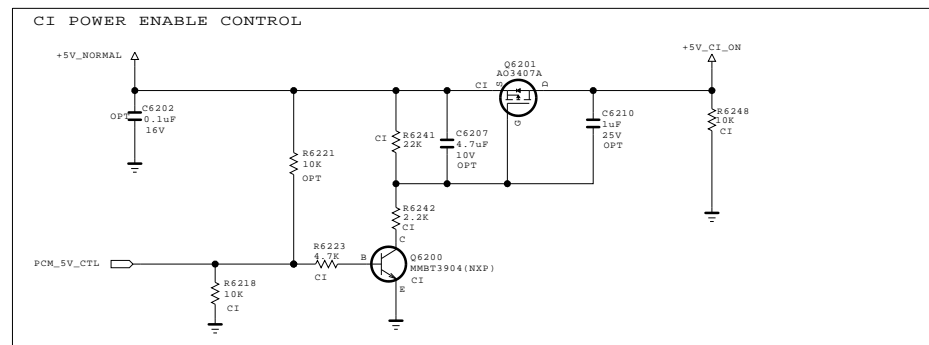 CI POWER ENABLE CONTROL
+5V_NORMAL
+5V_CI_ON
Q6201
AO3407A
CI
S
D
G
C6202
0.1uF
16V
OPT
R6221
10K
OPT
CI
R6241
22K
C6207
4.7uF
10V
OPT
C6210
1uF
25V
OPT
R6248
10K
CI
R6242
2.2K
CI
PCM_5V_CTL
R6223
4.7K
CI
B
C
E
Q6200
MMBT3904(NXP)
CI
R6218
10K
CI